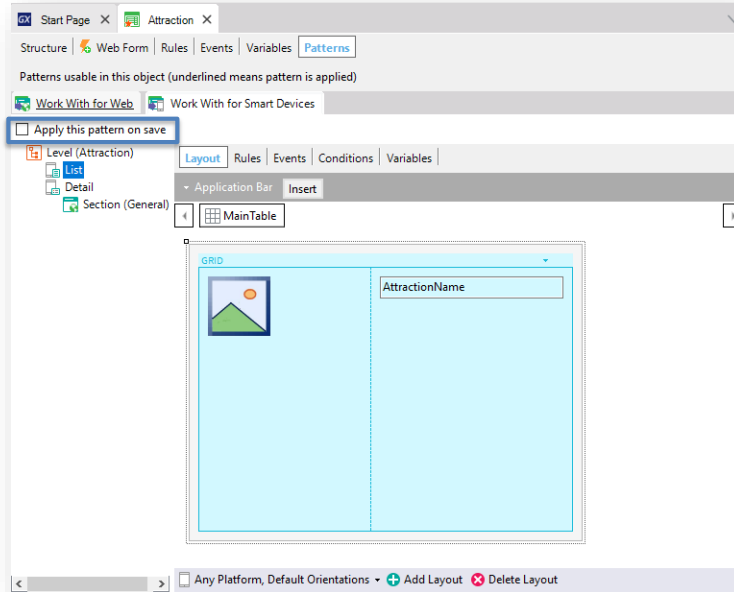 GX Start Page Attraction
Structure Web Form Rules Events Variables Patterns
Patterns usable in this object (underlined means pattern is applied)
Work With for Web Work With for Smart Devices
Apply this pattern on save
Level (Attraction)
List
Detail
Section (General)
Layout Rules Events Conditions Variables
Application Bar Insert
MainTable
GRID
AttractionName
Any Platform, Default Orientations Add Layout Delete Layout